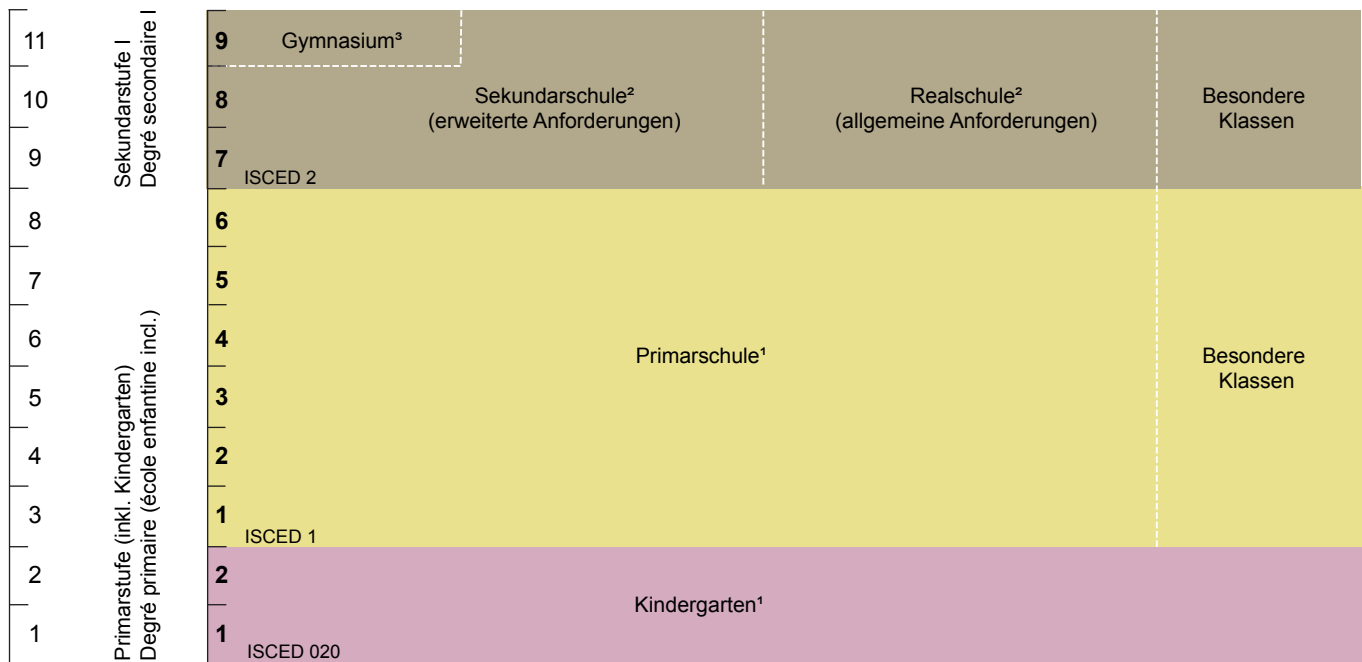 11
10
9
8
7
6
5
4
3
2
1
Sekundarstufe I
Degré secondaire I
Primarstufe (inkl. Kindergarten)
Degré primaire (école enfantine incl.)
9
8
7
6
5
4
3
2
1
2
1
Gymnasium³
Sekundarschule²
(erweiterte Anforderungen)
Realschule²
(allgemeine Anforderungen)
Besondere
Klassen
ISCED 2
Primarschule¹
Besondere
Klassen
ISCED 1
Kindergarten¹
ISCED 020